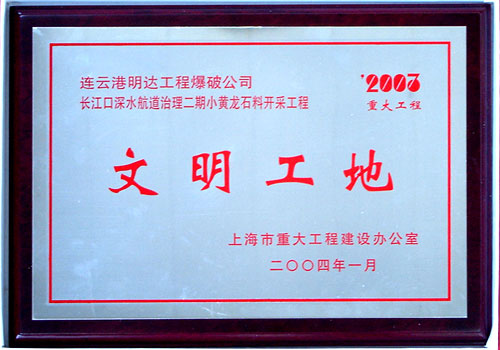 连云港明达工程爆破公司
长江口深水航道治理二期小黄龙石料开采工程
'2003
重大工程
文明工地
上海市重大工程建设办公室
二〇〇四年一月